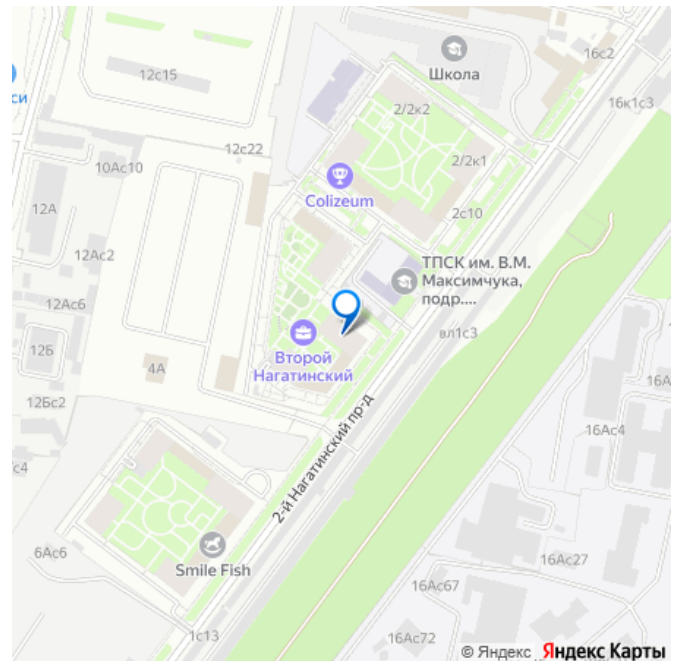 16с2
Школа
12с15
си
2/2к2
16к1с3
12с22
2/2к1
10Ас10
Colizeum
12А
2с10
12Ас2
ТПСК им. В.М.
Максимчука,
подр....
12Ас6
вл1с3
12Б
Второй
Нагатинский
4А
16А
12Бс2
2-й Нагатинский пр-д
16Ас4
с4
6Ас6
Smile Fish
16Ас27
16Ас67
1с13
16Ас72
© Яндекс Яндекс Карты